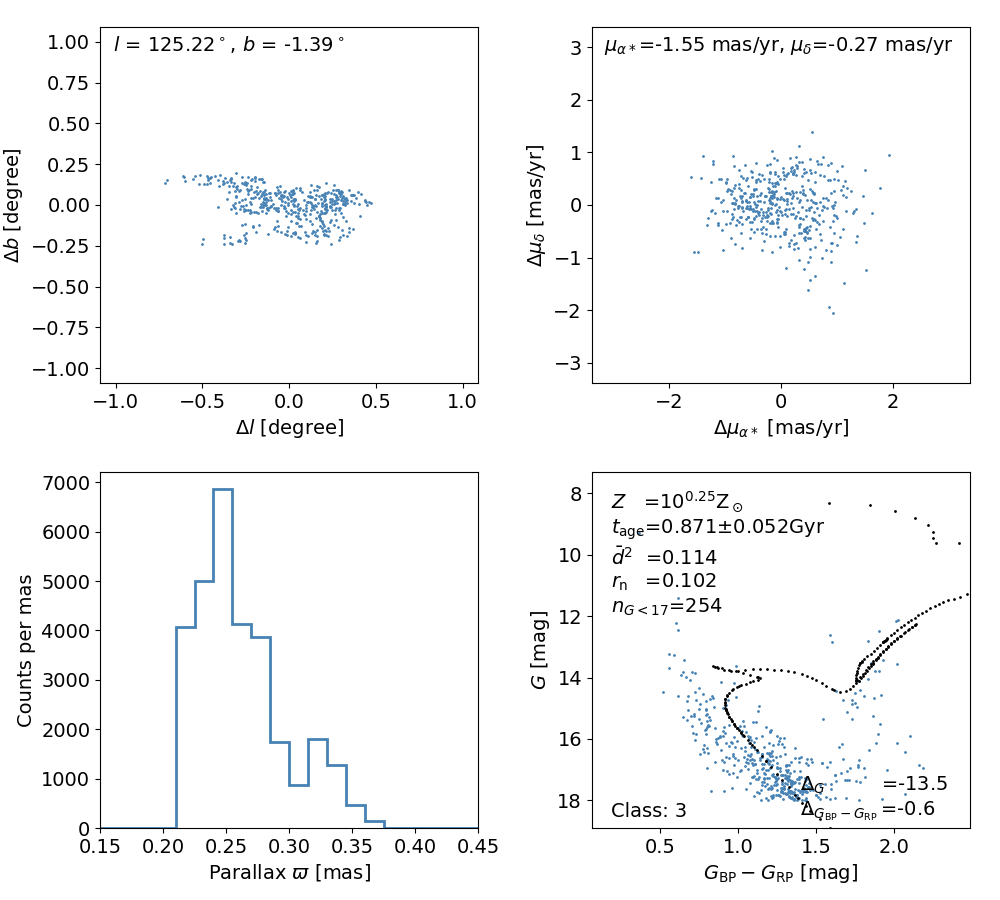 l = 125.22°, b = -1.39°
1.00
0.75
0.50
0.25
0.00
−0.25
−0.50
−0.75
−1.00
Δb [degree]
−1.0 −0.5 0.0 0.5 1.0
Δl [degree]
μα*=-1.55 mas/yr, μδ=-0.27 mas/yr
3
2
1
0
−1
−2
−3
Δμδ [mas/yr]
−2 0 2
Δμα* [mas/yr]
7000
6000
5000
4000
3000
2000
1000
0
Counts per mas
0.15 0.20 0.25 0.30 0.35 0.40 0.45
Parallax ϖ [mas]
Z =10^0.25 Z⊙
t_age=0.871±0.052Gyr
d̄² =0.114
r_n =0.102
n_G<17=254
8
10
12
14
16
18
G [mag]
Δ_G =-13.5
Δ_GBP−GRP =-0.6
Class: 3
0.5 1.0 1.5 2.0
G_BP − G_RP [mag]